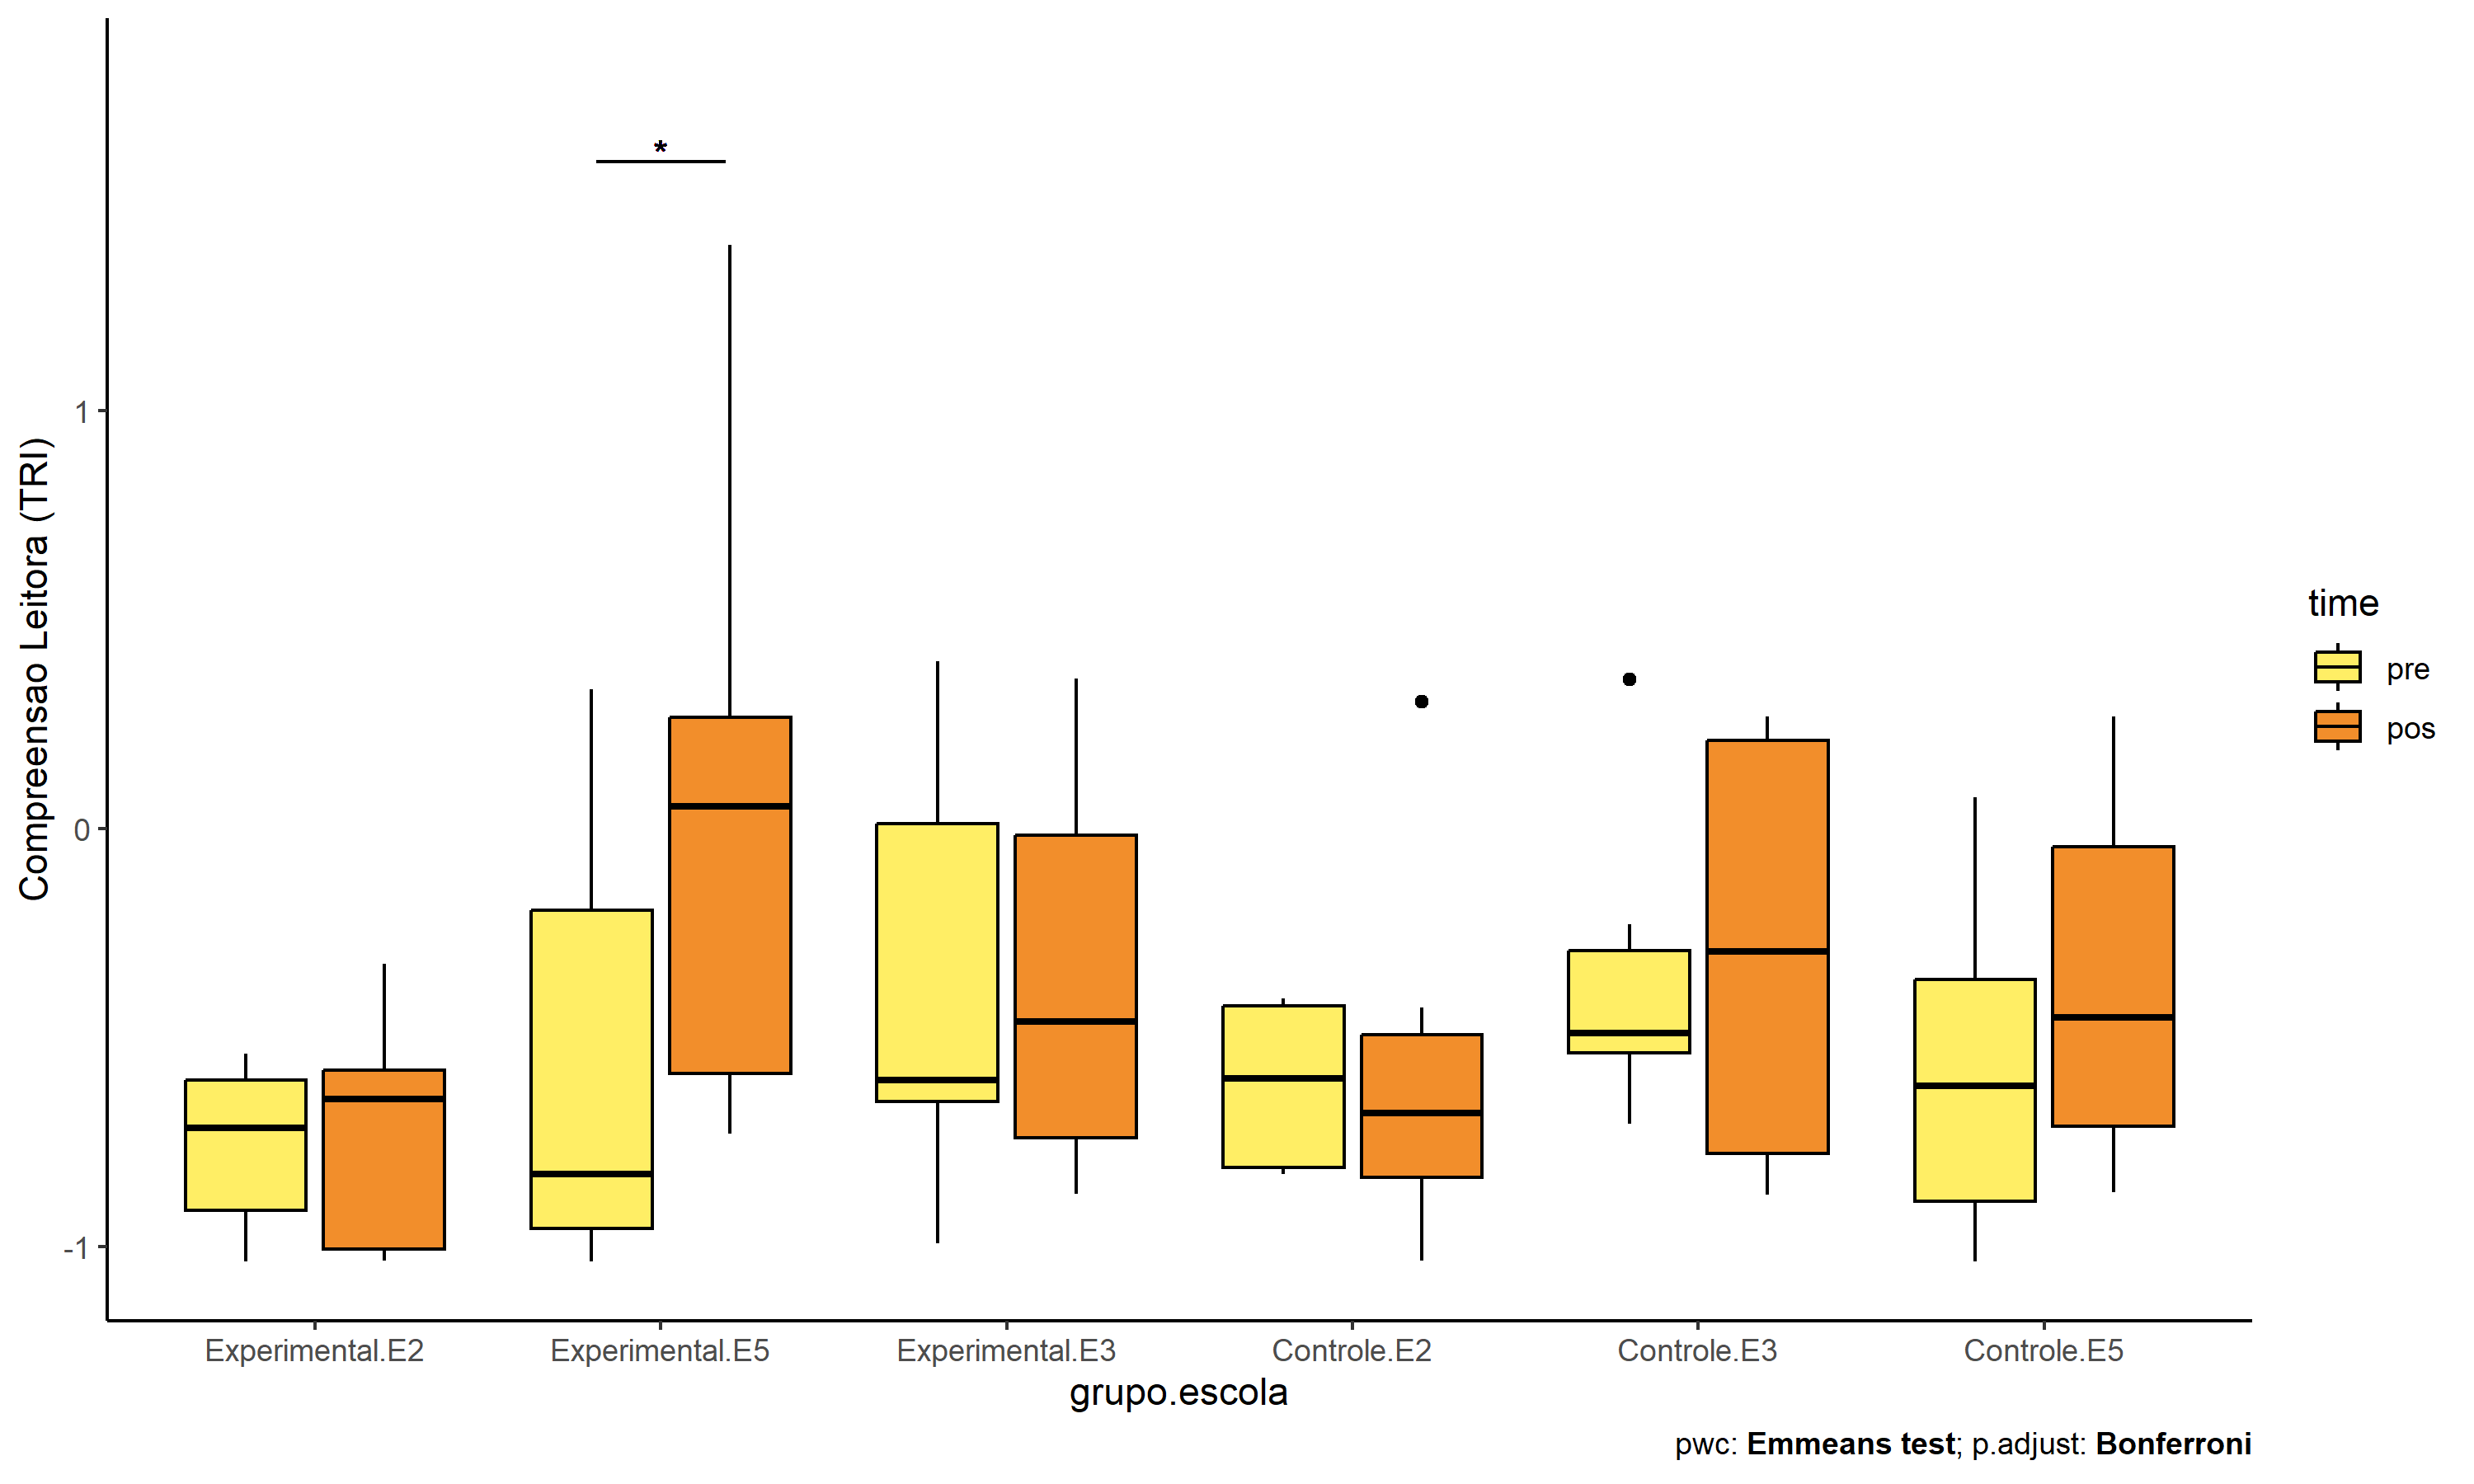 *
1
0
-1
Compreensao Leitora (TRI)
time
pre
pos
Experimental.E2 Experimental.E5 Experimental.E3 Controle.E2 Controle.E3 Controle.E5
grupo.escola
pwc: Emmeans test; p.adjust: Bonferroni